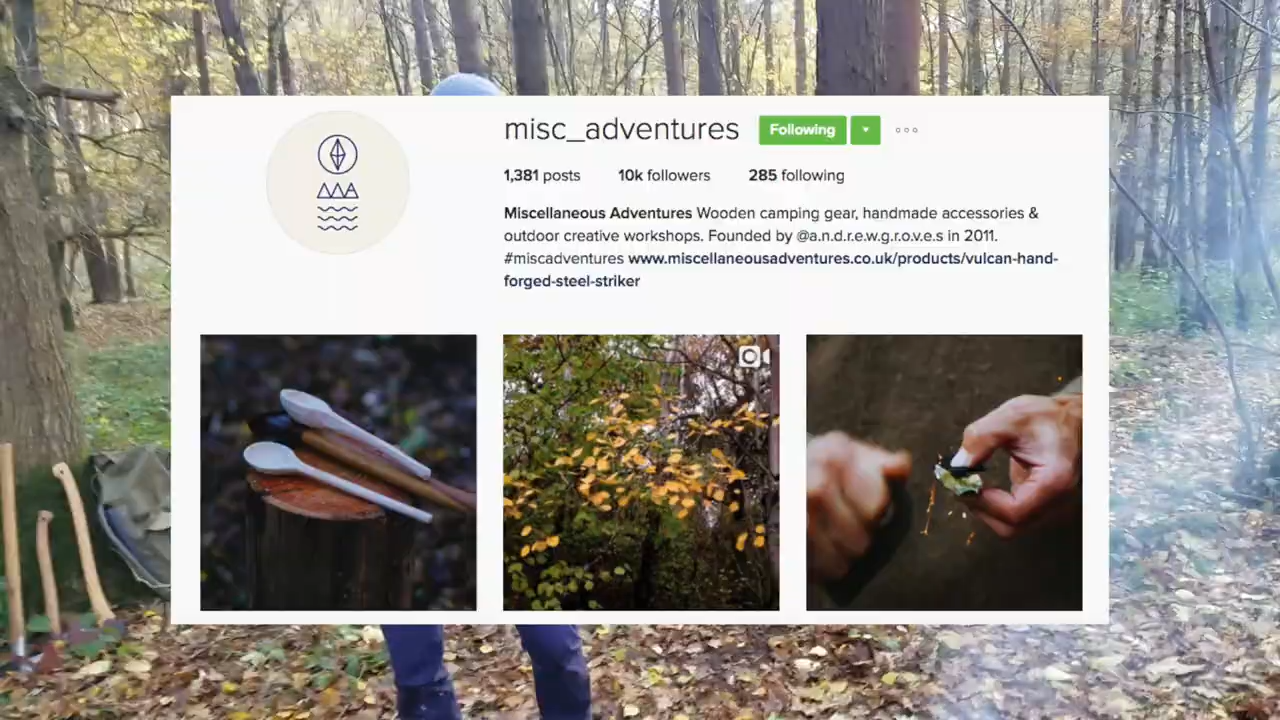 misc_adventures Following
1,381 posts 10k followers 285 following
Miscellaneous Adventures Wooden camping gear, handmade accessories &
outdoor creative workshops. Founded by @a.n.d.r.e.w.g.r.o.v.e.s in 2011.
#miscadventures www.miscellaneousadventures.co.uk/products/vulcan-hand-
forged-steel-striker